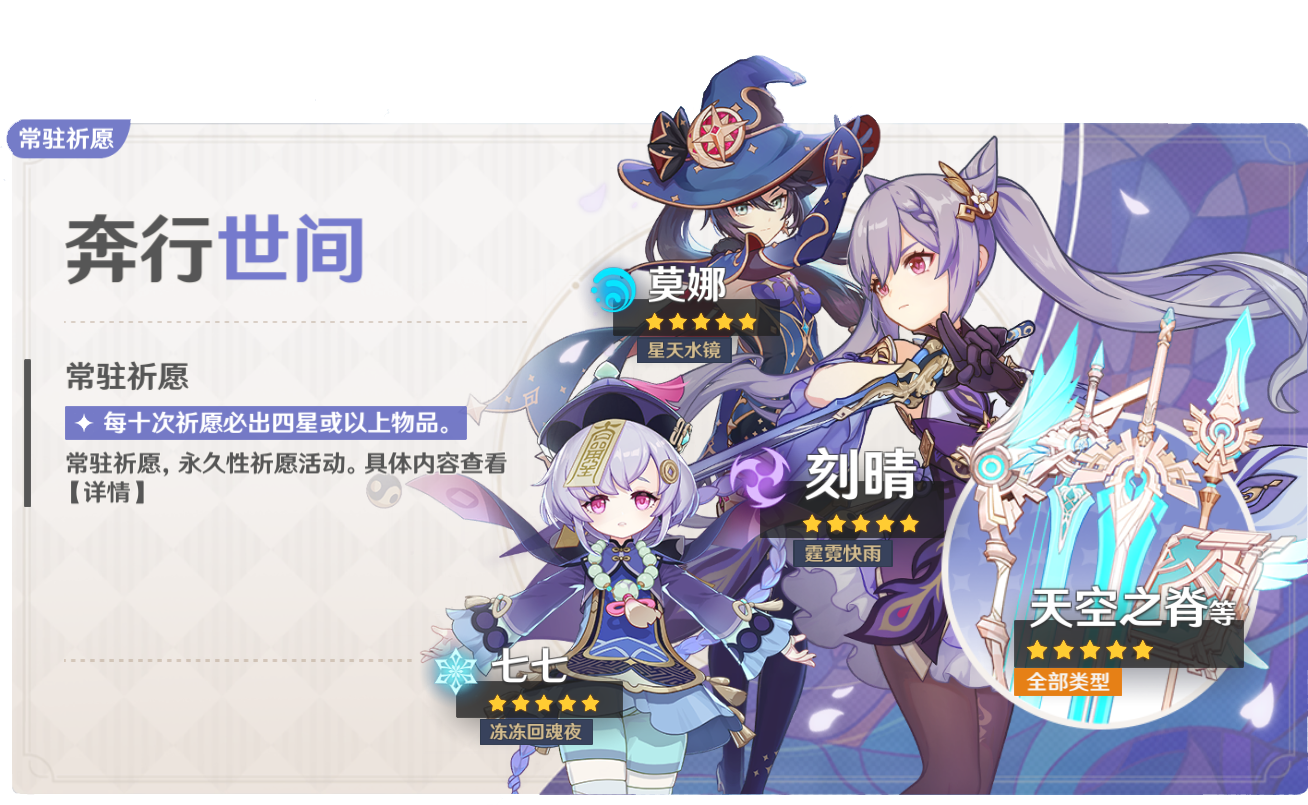 常驻祈愿
奔行世间
常驻祈愿
每十次祈愿必出四星或以上物品。
常驻祈愿，永久性祈愿活动。具体内容查看
【详情】
莫娜
星天水镜
刻晴
霆霓快雨
七七
冻冻回魂夜
天空之脊等
全部类型